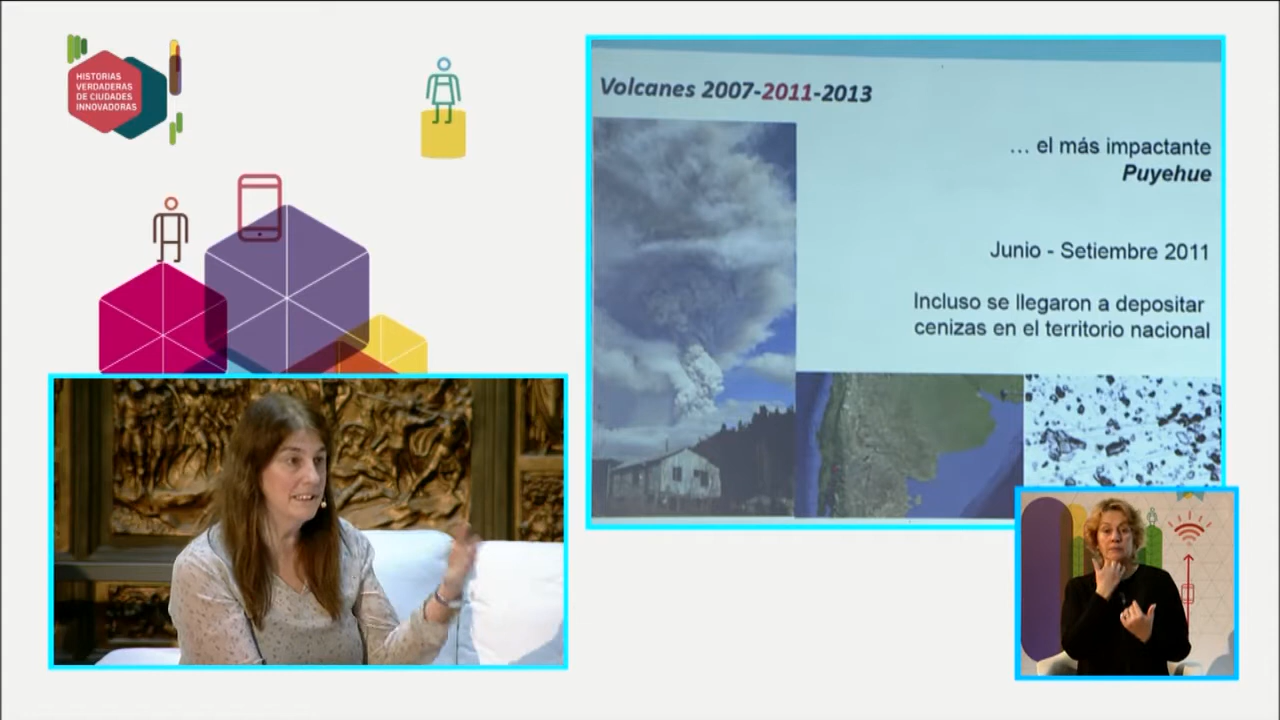 HISTORIAS
VERDADERAS
DE CIUDADES
INNOVADORAS
Volcanes 2007-2011-2013
… el más impactante
Puyehue
Junio - Setiembre 2011
Incluso se llegaron a depositar
cenizas en el territorio nacional